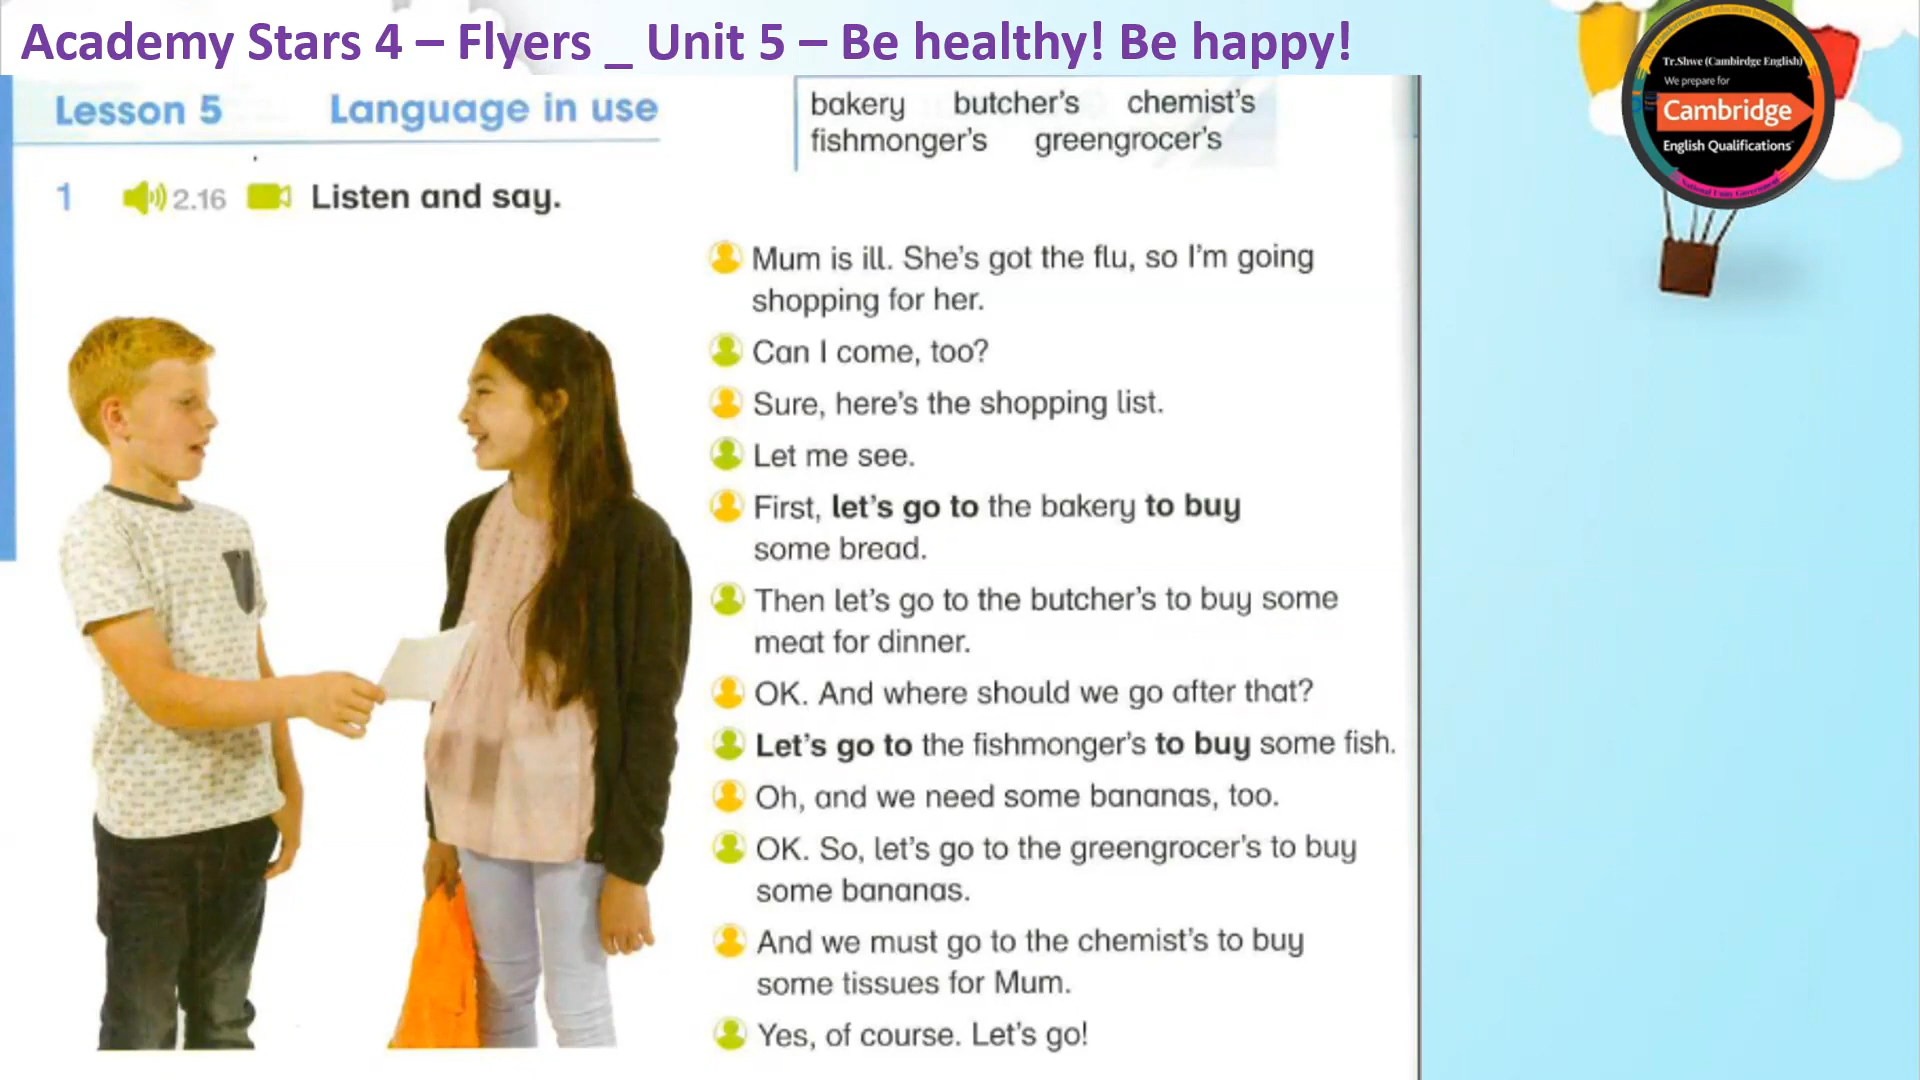 Academy Stars 4 – Flyers _ Unit 5 – Be healthy! Be happy!
Lesson 5 Language in use
bakery butcher's chemist's
fishmonger's greengrocer's
1 2.16 Listen and say.
Mum is ill. She's got the flu, so I'm going
shopping for her.
Can I come, too?
Sure, here's the shopping list.
Let me see.
First, let's go to the bakery to buy
some bread.
Then let's go to the butcher's to buy some
meat for dinner.
OK. And where should we go after that?
Let's go to the fishmonger's to buy some fish.
Oh, and we need some bananas, too.
OK. So, let's go to the greengrocer's to buy
some bananas.
And we must go to the chemist's to buy
some tissues for Mum.
Yes, of course. Let's go!
Tr.Shwe (Cambirdge English)
We prepare for
Cambridge
English Qualifications
National Unity Government